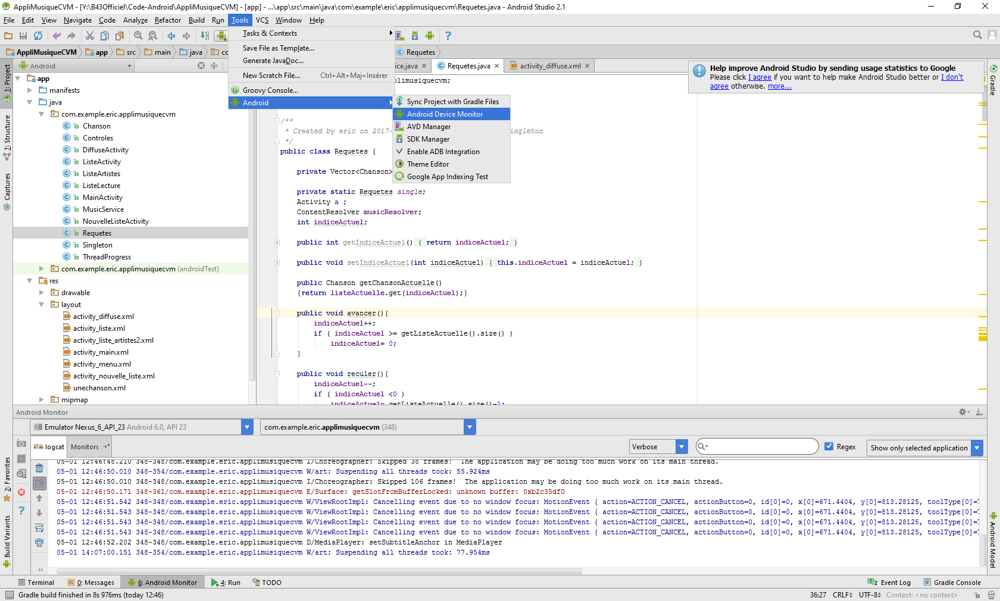 AppliMusiqueCVM - [Y:\B43Officiel\Code-Android\AppliMusiqueCVM] - [app] - ...\app\src\main\java\com\example\eric\applimusiquecvm\Requetes.java - Android Studio 2.1
File Edit View Navigate Code Analyze Refactor Build Run Tools VCS Window Help
AppliMusiqueCVM app src main java co Requetes
Tasks & Contexts
Save File as Template...
Generate JavaDoc...
New Scratch File... Ctrl+Alt+Maj+Insérer
Groovy Console...
Android
Sync Project with Gradle Files
Android Device Monitor
AVD Manager
SDK Manager
Enable ADB Integration
Theme Editor
Google App Indexing Test
Help improve Android Studio by sending usage statistics to Google
Please click I agree if you want to help make Android Studio better or I don't
agree otherwise. more...
1: Project
7: Structure
Captures
2: Favorites
Build Variants
Gradle
Android Model
Android
app
manifests
java
com.example.eric.applimusiquecvm
Chanson
Controles
DiffuseActivity
ListeActivity
ListeArtistes
ListeLecture
MainActivity
MusicService
NouvelleListeActivity
Requetes
Singleton
ThreadProgress
com.example.eric.applimusiquecvm (androidTest)
res
drawable
layout
activity_diffuse.xml
activity_liste.xml
activity_liste_artistes2.xml
activity_main.xml
activity_menu.xml
activity_nouvelle_liste.xml
unechanson.xml
mipmap
ice.java Requetes.java activity_diffuse.xml
plimusiquecvm;
/**
* Created by eric on 2017- ingleton
*/
public class Requetes {
private Vector<Chanson>
private static Requetes single;
Activity a ;
ContentResolver musicResolver;
int indiceActuel;
public int getIndiceActuel() { return indiceActuel; }
public void setIndiceActuel(int indiceActuel) { this.indiceActuel = indiceActuel; }
public Chanson getChansonActuelle()
{return listeActuelle.get(indiceActuel);}
public void avancer(){
indiceActuel++;
if ( indiceActuel >= getListeActuelle().size() )
indiceActuel= 0;
}
public void reculer(){
indiceActuel--;
if ( indiceActuel <0 )
indiceActuel= getListeActuelle().size()-1;
Android Monitor
Emulator Nexus_6_API_23 Android 6.0, API 23 com.example.eric.applimusiquecvm (348)
logcat Monitors Verbose Regex Show only selected application
05-01 12:46:48.210 348-348/com.example.eric.applimusiquecvm I/Choreographer: Skipped 38 frames! The application may be doing too much work on its main thread.
05-01 12:46:50.010 348-354/com.example.eric.applimusiquecvm W/art: Suspending all threads took: 55.924ms
05-01 12:46:50.010 348-348/com.example.eric.applimusiquecvm I/Choreographer: Skipped 106 frames! The application may be doing too much work on its main thread.
05-01 12:46:50.171 348-361/com.example.eric.applimusiquecvm E/Surface: getSlotFromBufferLocked: unknown buffer: 0xb2c35df0
05-01 12:46:51.542 348-348/com.example.eric.applimusiquecvm W/ViewRootImpl: Cancelling event due to no window focus: MotionEvent { action=ACTION_CANCEL, actionButton=0, id[0]=0, x[0]=671.4404, y[0]=813.28125, toolType[0]=T
05-01 12:46:51.543 348-348/com.example.eric.applimusiquecvm W/ViewRootImpl: Cancelling event due to no window focus: MotionEvent { action=ACTION_CANCEL, actionButton=0, id[0]=0, x[0]=671.4404, y[0]=813.28125, toolType[0]=T
05-01 12:46:51.543 348-348/com.example.eric.applimusiquecvm W/ViewRootImpl: Cancelling event due to no window focus: MotionEvent { action=ACTION_CANCEL, actionButton=0, id[0]=0, x[0]=671.4404, y[0]=813.28125, toolType[0]=T
05-01 12:46:51.543 348-348/com.example.eric.applimusiquecvm W/ViewRootImpl: Cancelling event due to no window focus: MotionEvent { action=ACTION_CANCEL, actionButton=0, id[0]=0, x[0]=671.4404, y[0]=813.28125, toolType[0]=T
05-01 12:46:52.202 348-348/com.example.eric.applimusiquecvm D/MediaPlayer: setSubtitleAnchor in MediaPlayer
05-01 14:07:00.151 348-354/com.example.eric.applimusiquecvm W/art: Suspending all threads took: 77.954ms
Terminal 0: Messages 6: Android Monitor 4: Run TODO 2 Event Log Gradle Console
Gradle build finished in 8s 976ms (today 12:46) 36:27 CRLF UTF-8 Context: <no context>